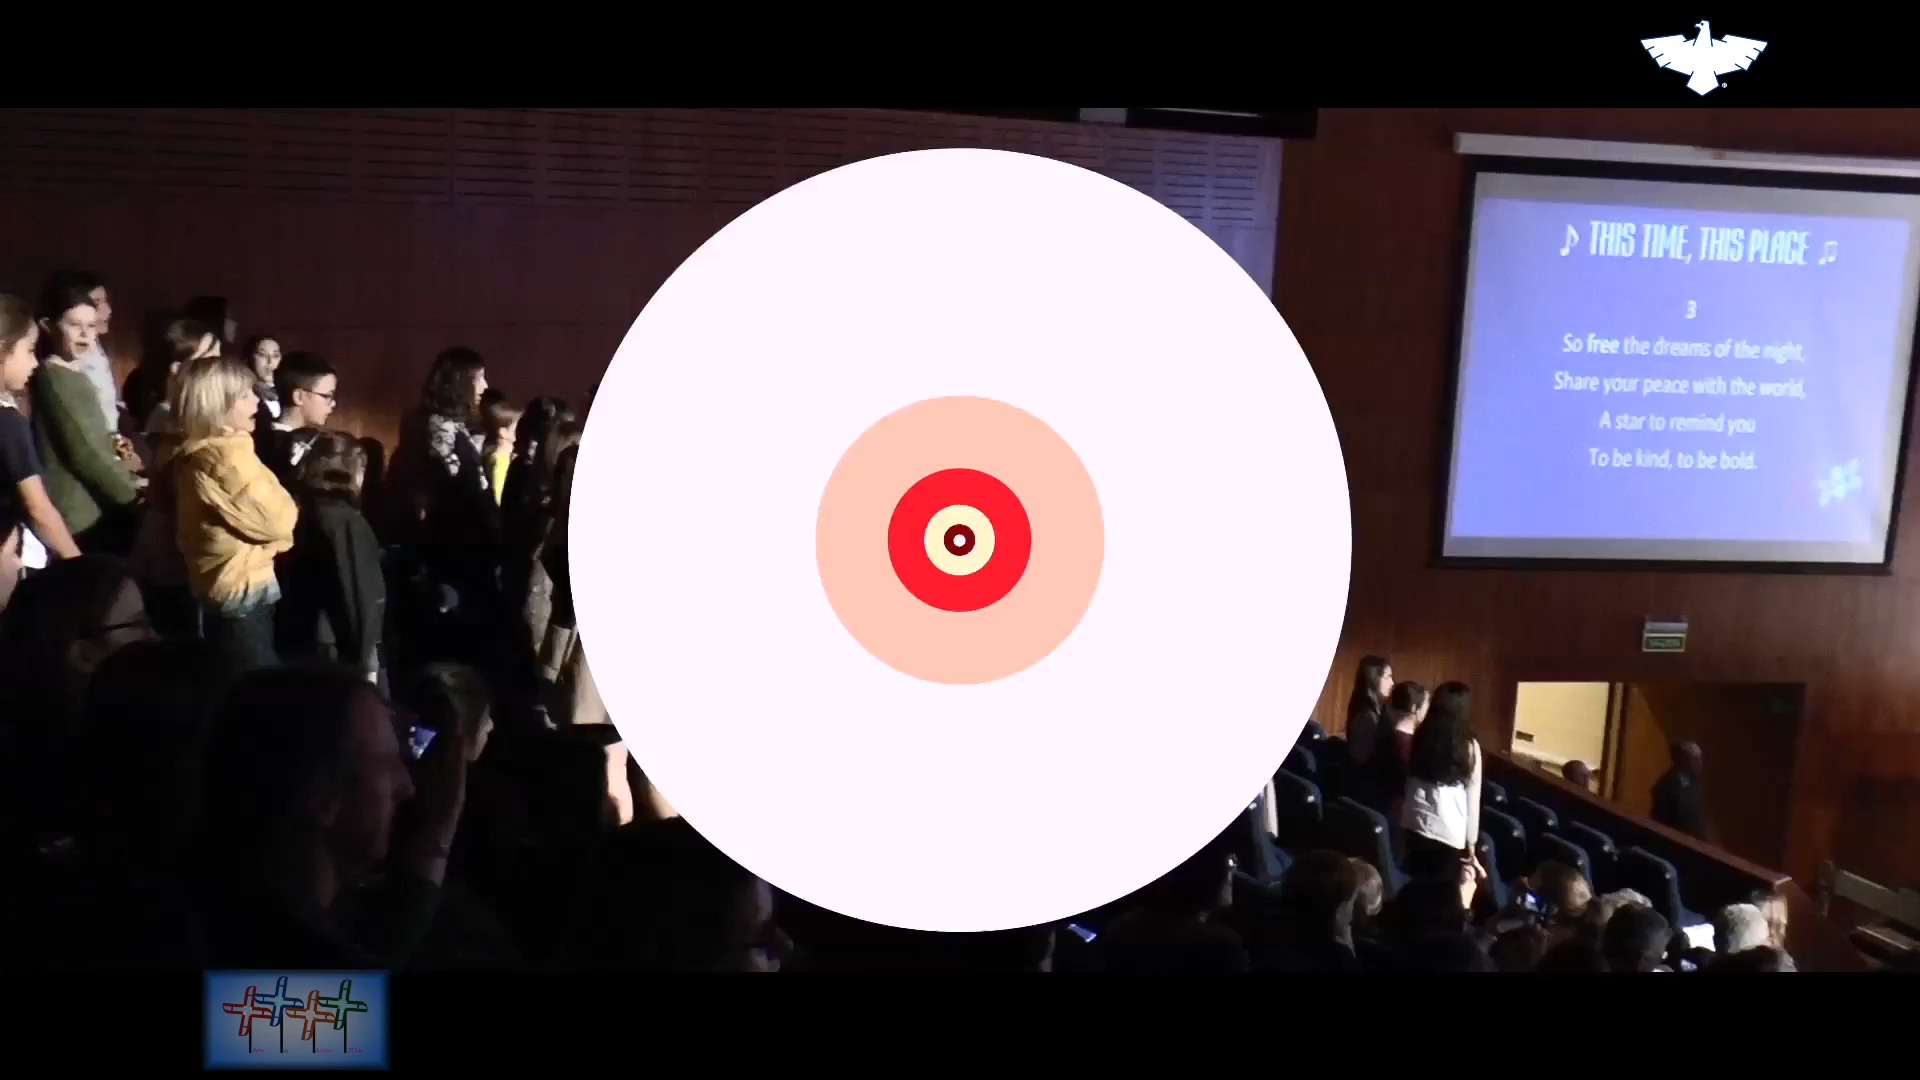 ♪ THIS TIME, THIS PLACE ♫
3
So free the dreams of the night,
Share your peace with the world,
A star to remind you
To be kind, to be bold.